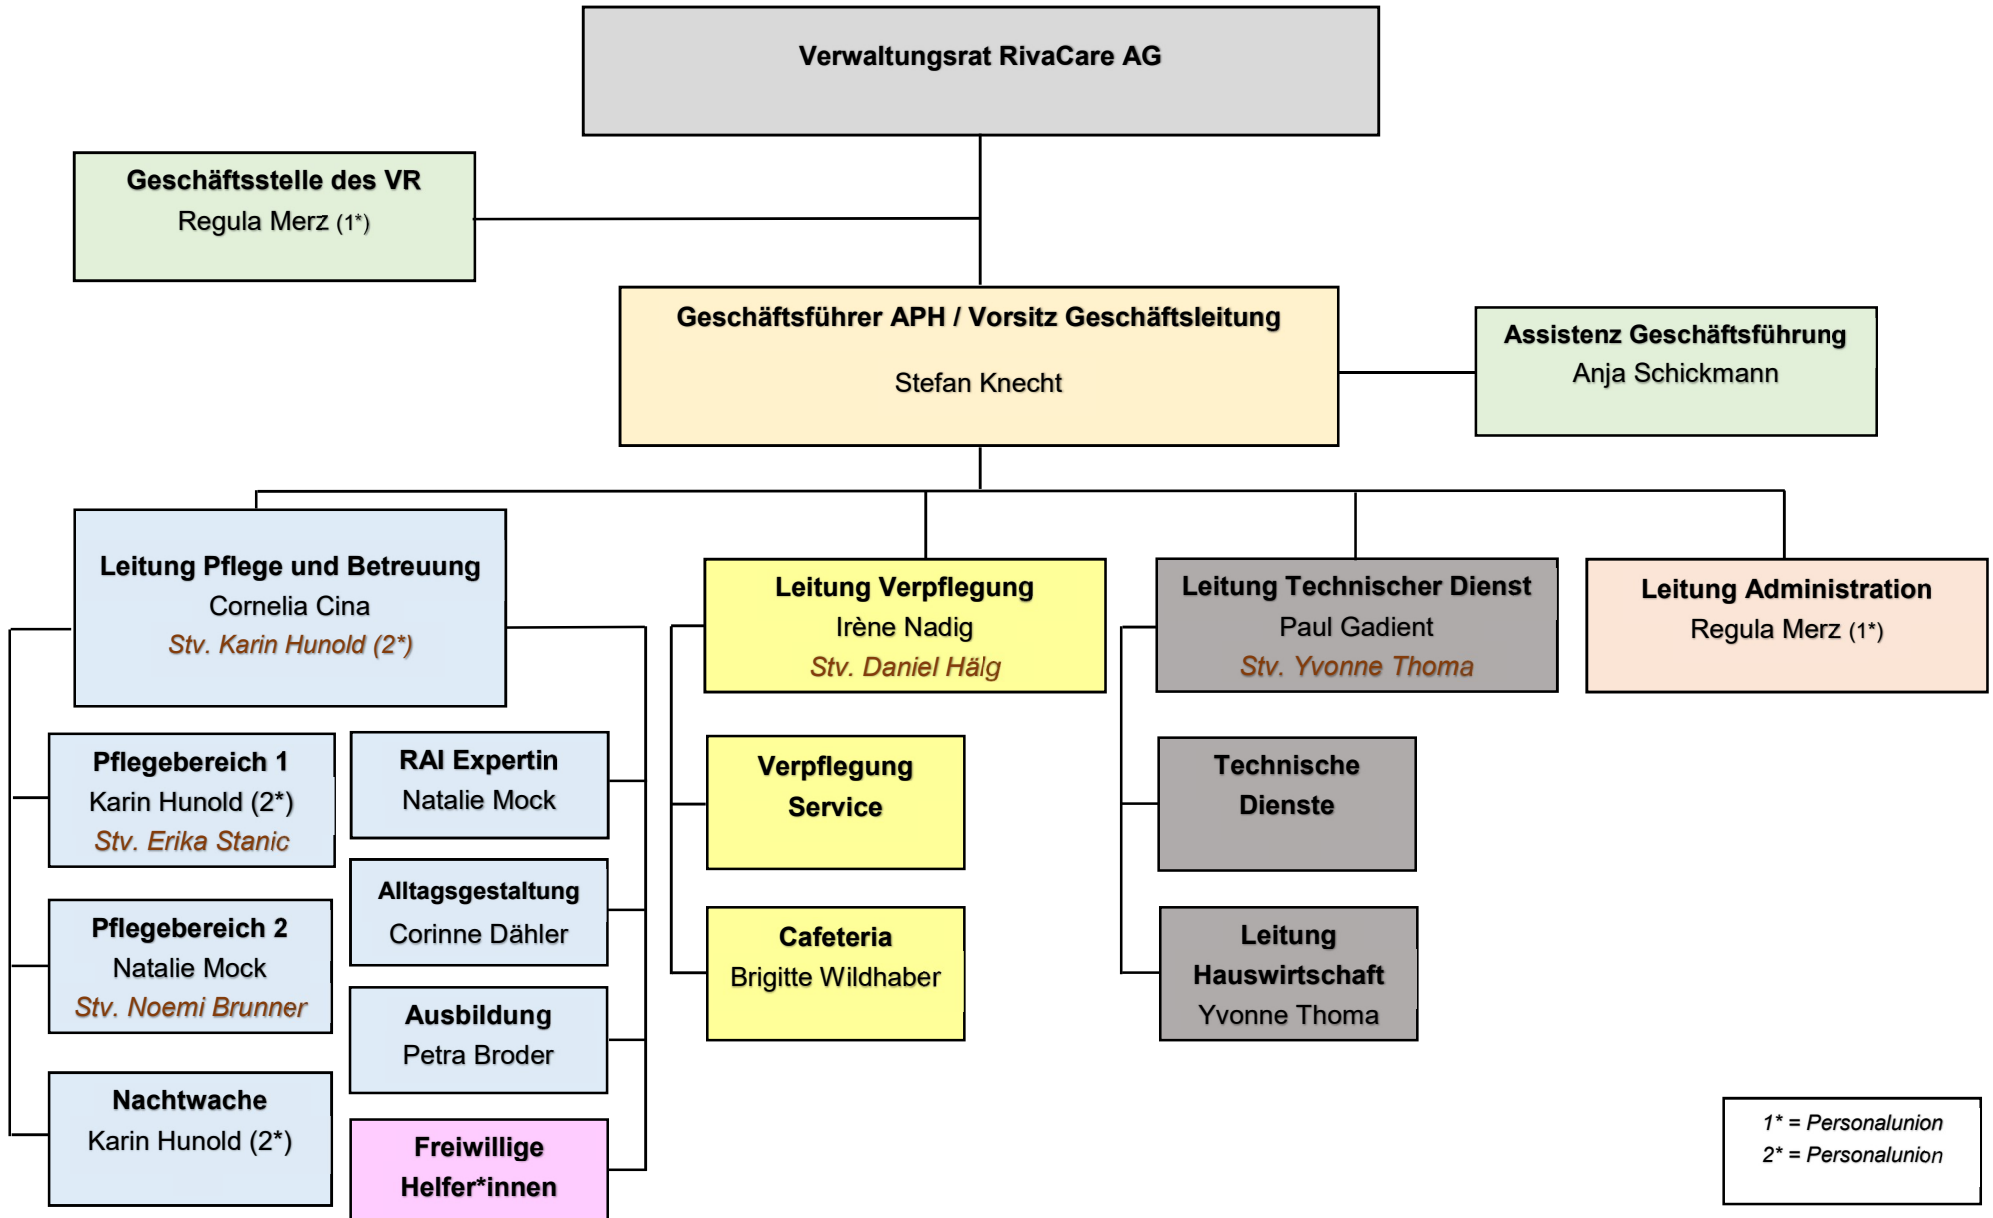 Verwaltungsrat RivaCare AG
Geschäftsstelle des VR
Regula Merz (1*)
Geschäftsführer APH / Vorsitz Geschäftsleitung
Stefan Knecht
Assistenz Geschäftsführung
Anja Schickmann
Leitung Pflege und Betreuung
Cornelia Cina
Stv. Karin Hunold (2*)
Leitung Verpflegung
Irène Nadig
Stv. Daniel Hälg
Leitung Technischer Dienst
Paul Gadient
Stv. Yvonne Thoma
Leitung Administration
Regula Merz (1*)
Pflegebereich 1
Karin Hunold (2*)
Stv. Erika Stanic
RAI Expertin
Natalie Mock
Verpflegung
Service
Technische
Dienste
Pflegebereich 2
Natalie Mock
Stv. Noemi Brunner
Alltagsgestaltung
Corinne Dähler
Cafeteria
Brigitte Wildhaber
Leitung
Hauswirtschaft
Yvonne Thoma
Ausbildung
Petra Broder
Nachtwache
Karin Hunold (2*)
Freiwillige
Helfer*innen
1* = Personalunion
2* = Personalunion